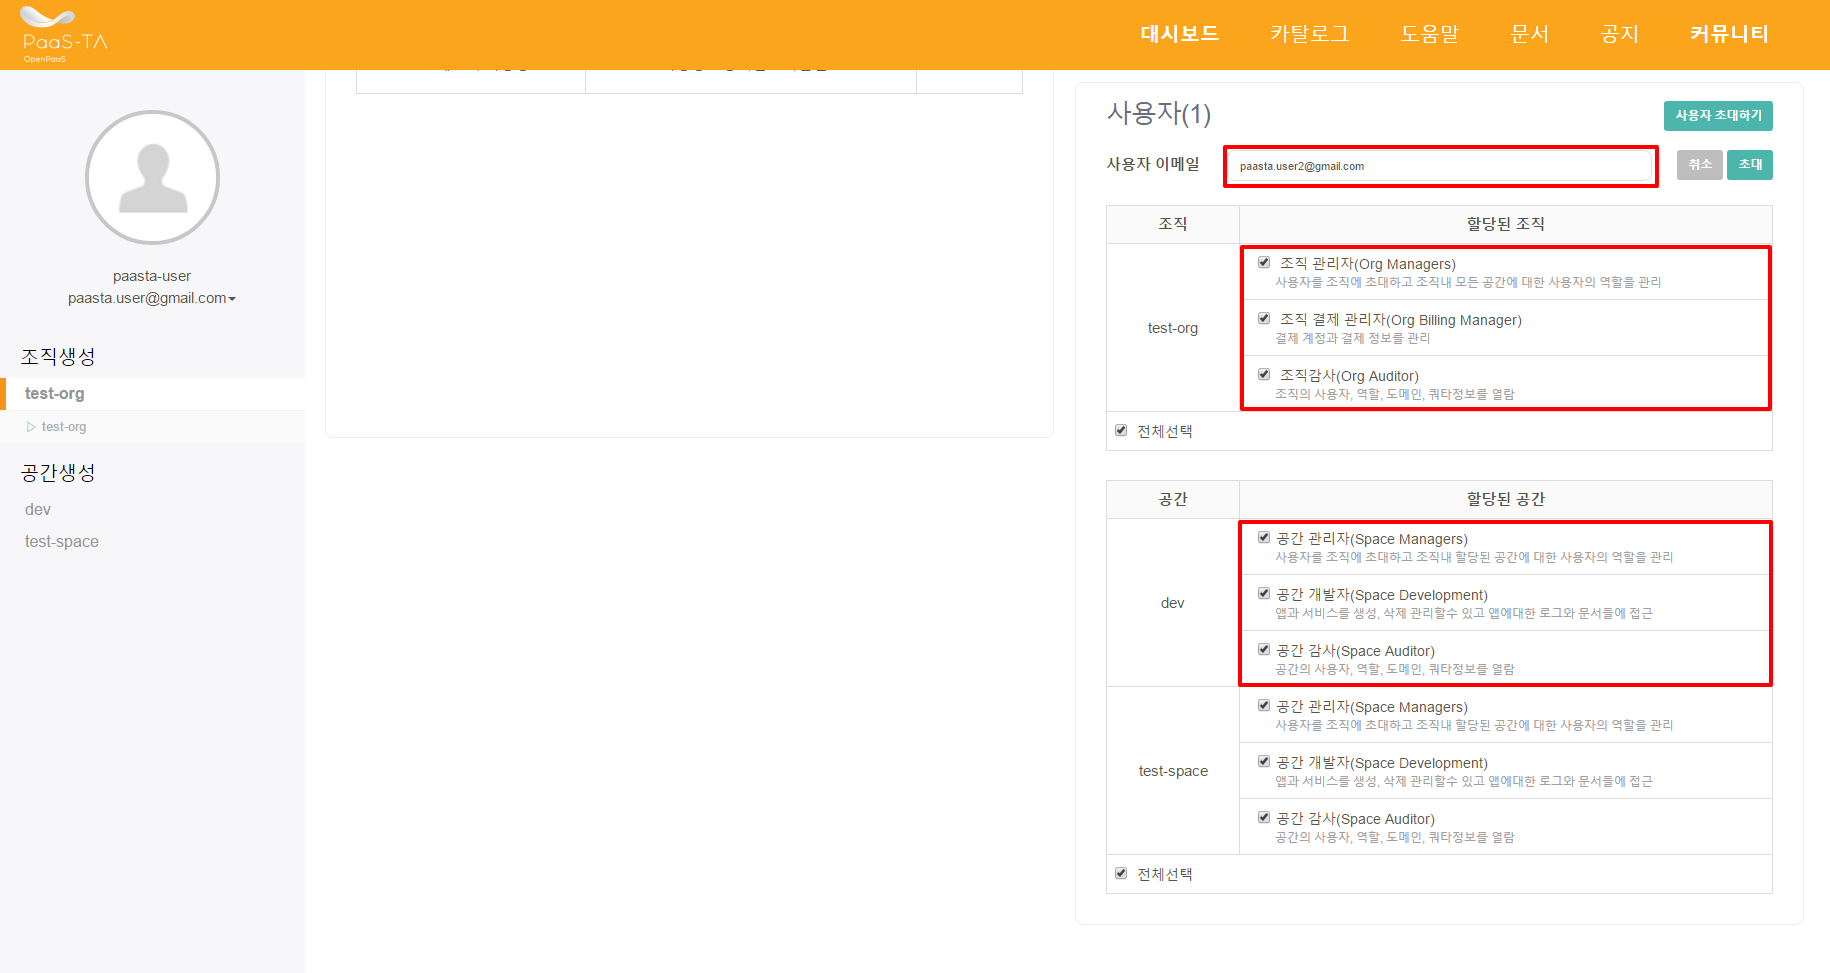 PaaS-TA
OpenPaaS
대시보드
카탈로그
도움말
문서
공지
커뮤니티
paasta-user
paasta.user@gmail.com
조직생성
test-org
test-org
공간생성
dev
test-space
사용자(1)
사용자 초대하기
사용자 이메일
paasta.user2@gmail.com
취소
초대
조직
할당된 조직
test-org
조직 관리자(Org Managers)
사용자를 조직에 초대하고 조직내 모든 공간에 대한 사용자의 역할을 관리
조직 결제 관리자(Org Billing Manager)
결제 계정과 결제 정보를 관리
조직감사(Org Auditor)
조직의 사용자, 역할, 도메인, 쿼타정보를 열람
전체선택
공간
할당된 공간
dev
공간 관리자(Space Managers)
사용자를 조직에 초대하고 조직내 할당된 공간에 대한 사용자의 역할을 관리
공간 개발자(Space Development)
앱과 서비스를 생성, 삭제 관리할수 있고 앱에대한 로그와 문서들에 접근
공간 감사(Space Auditor)
공간의 사용자, 역할, 도메인, 쿼타정보를 열람
test-space
공간 관리자(Space Managers)
사용자를 조직에 초대하고 조직내 할당된 공간에 대한 사용자의 역할을 관리
공간 개발자(Space Development)
앱과 서비스를 생성, 삭제 관리할수 있고 앱에대한 로그와 문서들에 접근
공간 감사(Space Auditor)
공간의 사용자, 역할, 도메인, 쿼타정보를 열람
전체선택